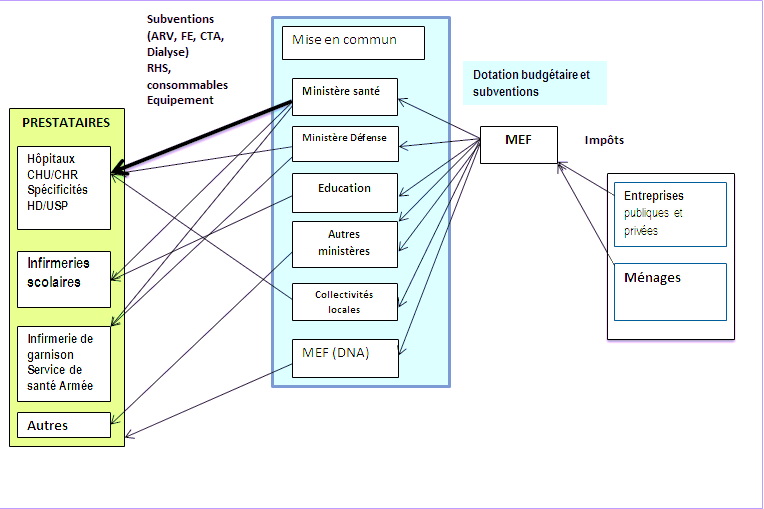 Subventions
(ARV, FE, CTA,
Dialyse)
RHS,
consommables
Equipement
PRESTATAIRES
Hôpitaux
CHU/CHR
Spécificités
HD/USP
Infirmeries
scolaires
Infirmerie de
garnison
Service de
santé Armée
Autres
Mise en commun
Ministère santé
Ministère Défense
Education
Autres
ministères
Collectivités
locales
MEF (DNA)
Dotation budgétaire et
subventions
MEF
Impôts
Entreprises
publiques et
privées
Ménages